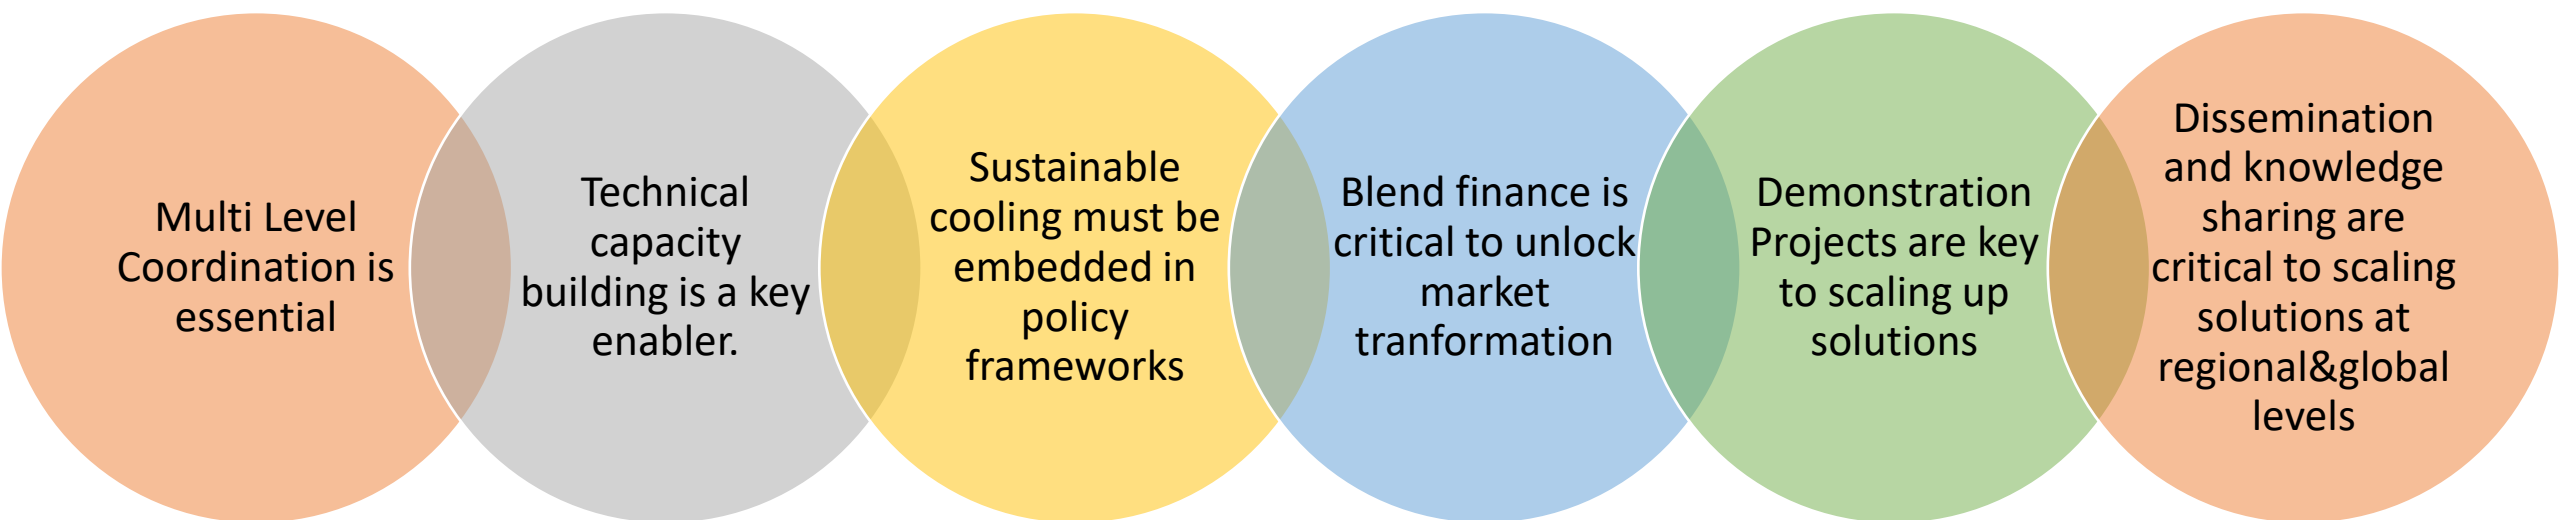 Multi Level
Coordination is
essential
Technical
capacity
building is a key
enabler.
Sustainable
cooling must be
embedded in
policy
frameworks
Blend finance is
critical to unlock
market
tranformation
Demonstration
Projects are key
to scaling up
solutions
Dissemination
and knowledge
sharing are
critical to scaling
solutions at
regional&global
levels